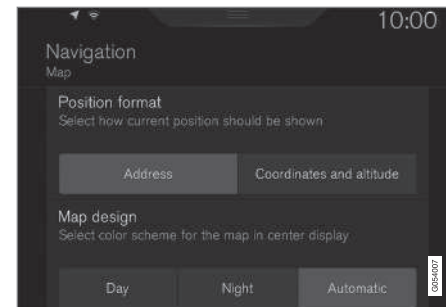 10:00
Navigation
Map
Position format
Select how current position should be shown
Address
Coordinates and altitude
Map design
Select color scheme for the map in center display
Day
Night
Automatic
G054007